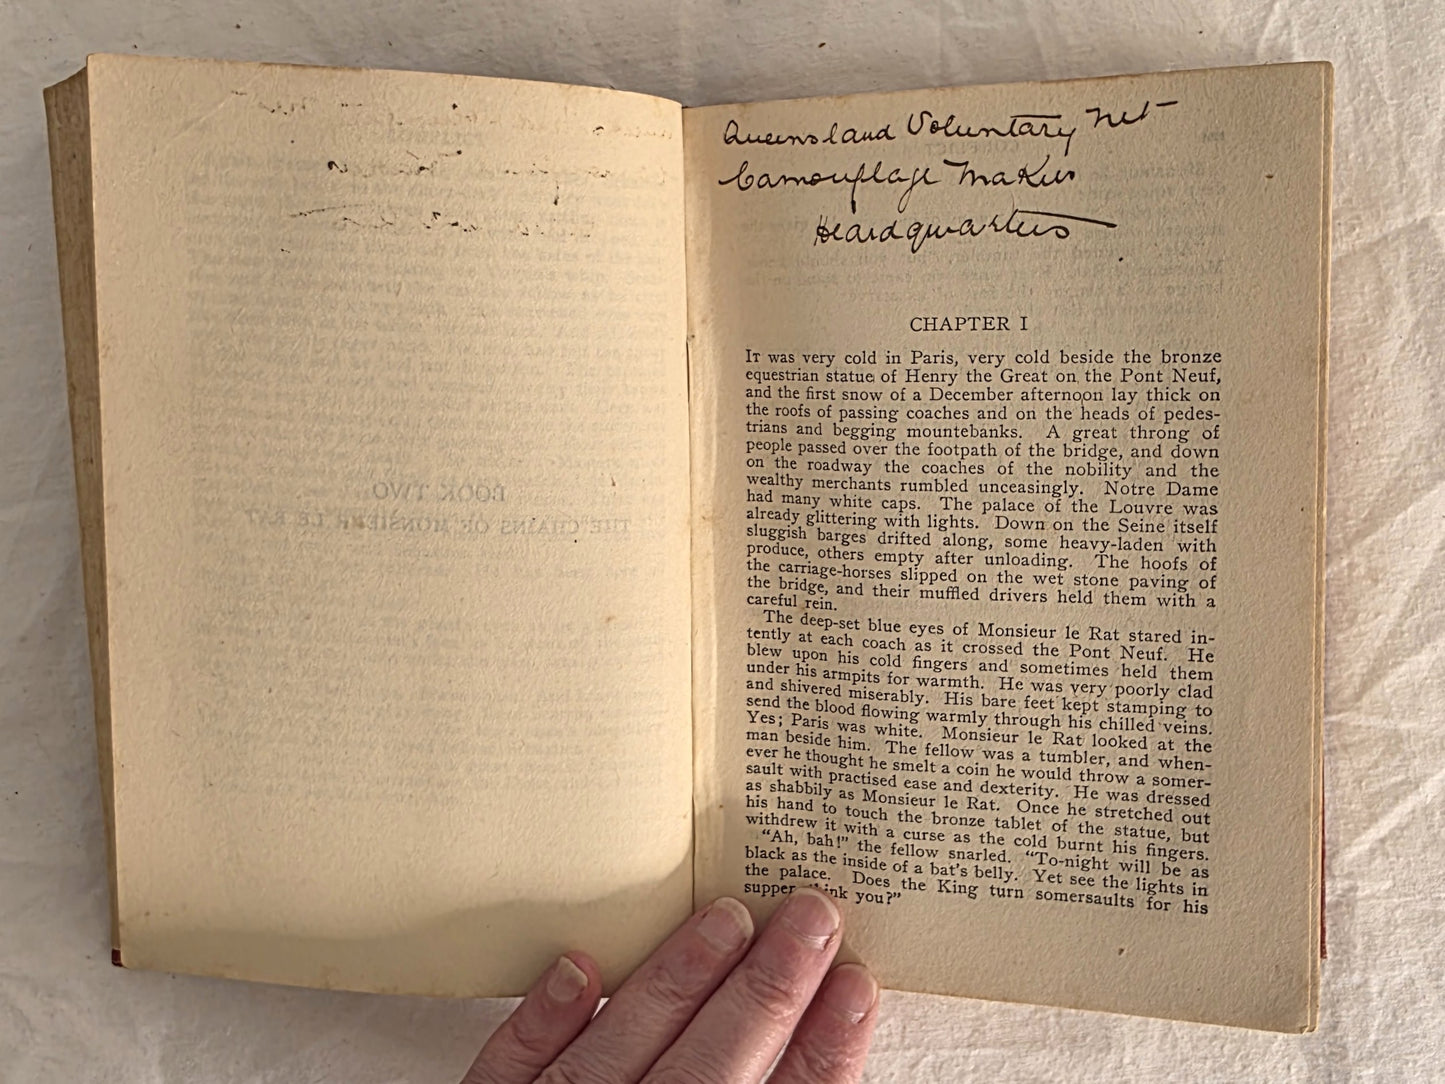 Queensland Voluntary Net
Camouflage Makers
Headquarters
CHAPTER I
IT was very cold in Paris, very cold beside the bronze
equestrian statue of Henry the Great on the Pont Neuf,
and the first snow of a December afternoon lay thick on
the roofs of passing coaches and on the heads of pedes-
trians and begging mountebanks. A great throng of
people passed over the footpath of the bridge, and down
on the roadway the coaches of the nobility and the
wealthy merchants rumbled unceasingly. Notre Dame
had many white caps. The palace of the Louvre was
already glittering with lights. Down on the Seine itself
sluggish barges drifted along, some heavy-laden with
produce, others empty after unloading. The hoofs of
the carriage-horses slipped on the wet stone paving of
the bridge, and their muffled drivers held them with a
careful rein.
The deep-set blue eyes of Monsieur le Rat stared in-
tently at each coach as it crossed the Pont Neuf. He
blew upon his cold fingers and sometimes held them
under his armpits for warmth. He was very poorly clad
and shivered miserably. His bare feet kept stamping to
send the blood flowing warmly through his chilled veins.
Yes; Paris was white. Monsieur le Rat looked at the
man beside him. The fellow was a tumbler, and when-
ever he thought he smelt a coin he would throw a somer-
sault with practised ease and dexterity. He was dressed
as shabbily as Monsieur le Rat. Once he stretched out
his hand to touch the bronze tablet of the statue, but
withdrew it with a curse as the cold burnt his fingers.
"Ah, bah!" the fellow snarled. "To-night will be as
black as the inside of a bat's belly. Yet see the lights in
the palace. Does the King turn somersaults for his
supper think you?"